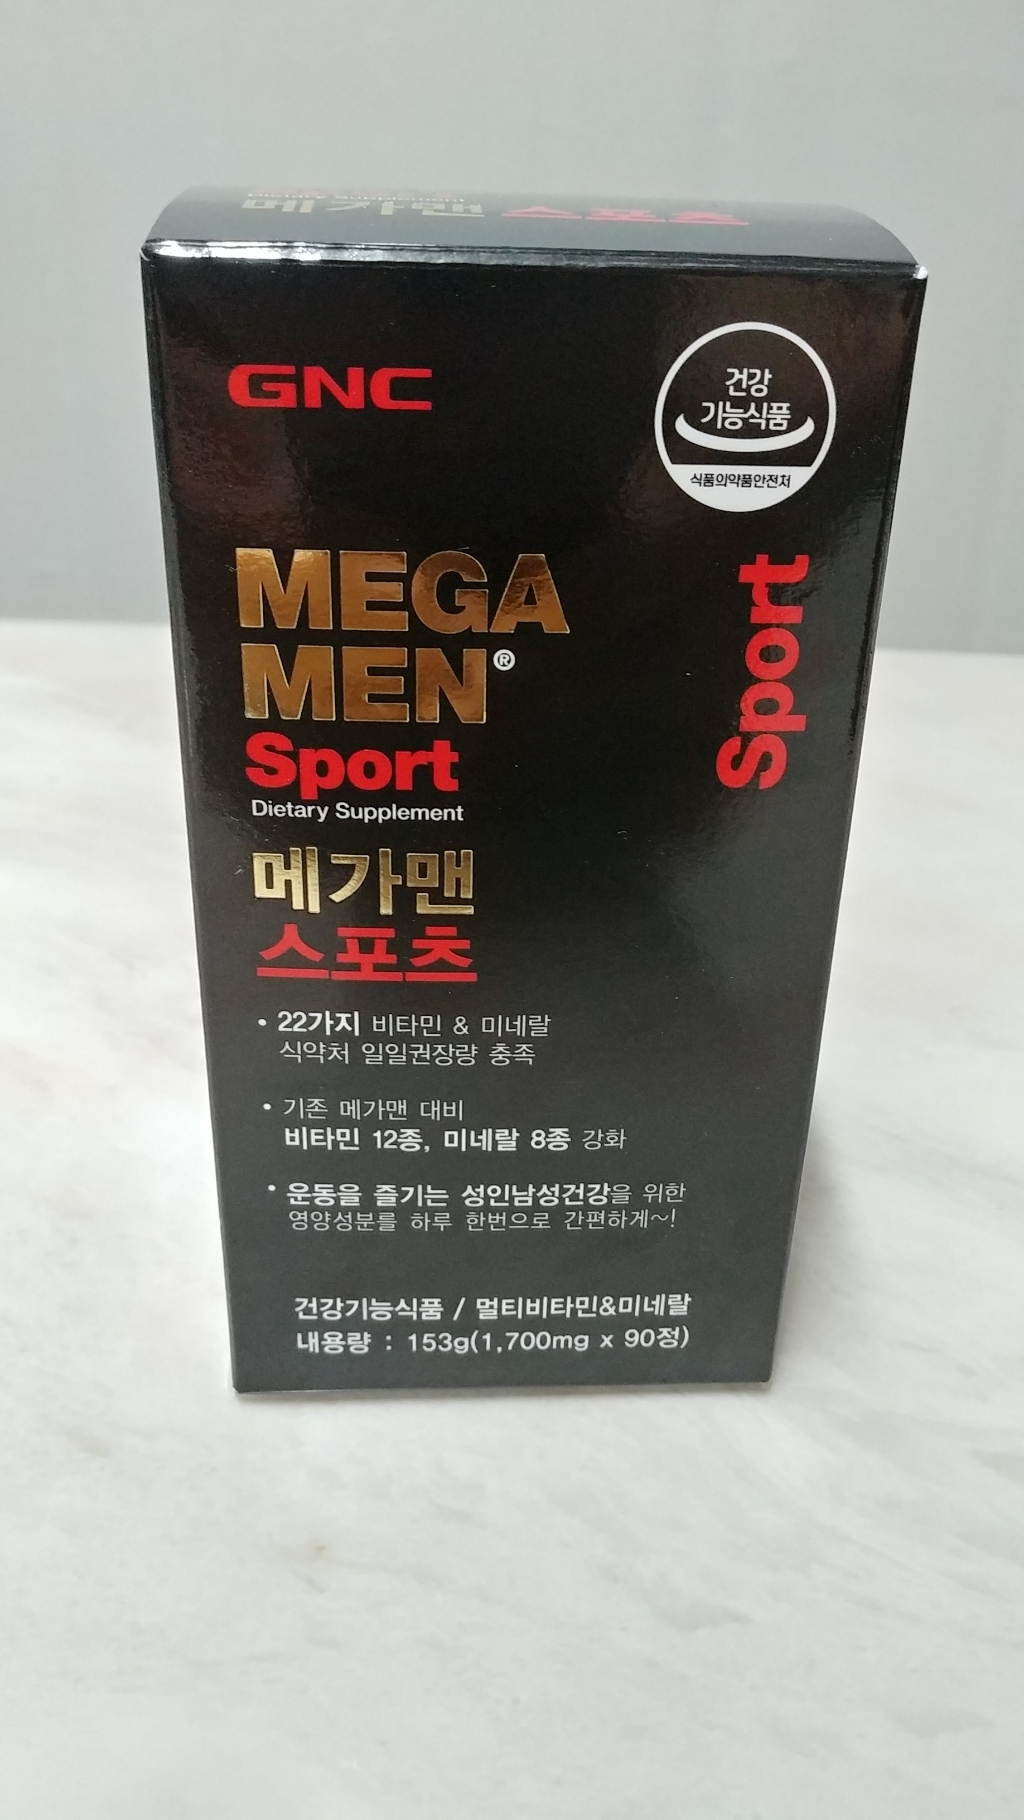 Dietary Supplement
메가맨 스포츠
GNC
건강
기능식품
식품의약품안전처
MEGA
MEN®
Sport
Dietary Supplement
Sport
메가맨
스포츠
• 22가지 비타민 & 미네랄
식약처 일일권장량 충족
• 기존 메가맨 대비
비타민 12종, 미네랄 8종 강화
• 운동을 즐기는 성인남성건강을 위한
영양성분를 하루 한번으로 간편하게~!
건강기능식품 / 멀티비타민&미네랄
내용량 : 153g(1,700mg x 90정)